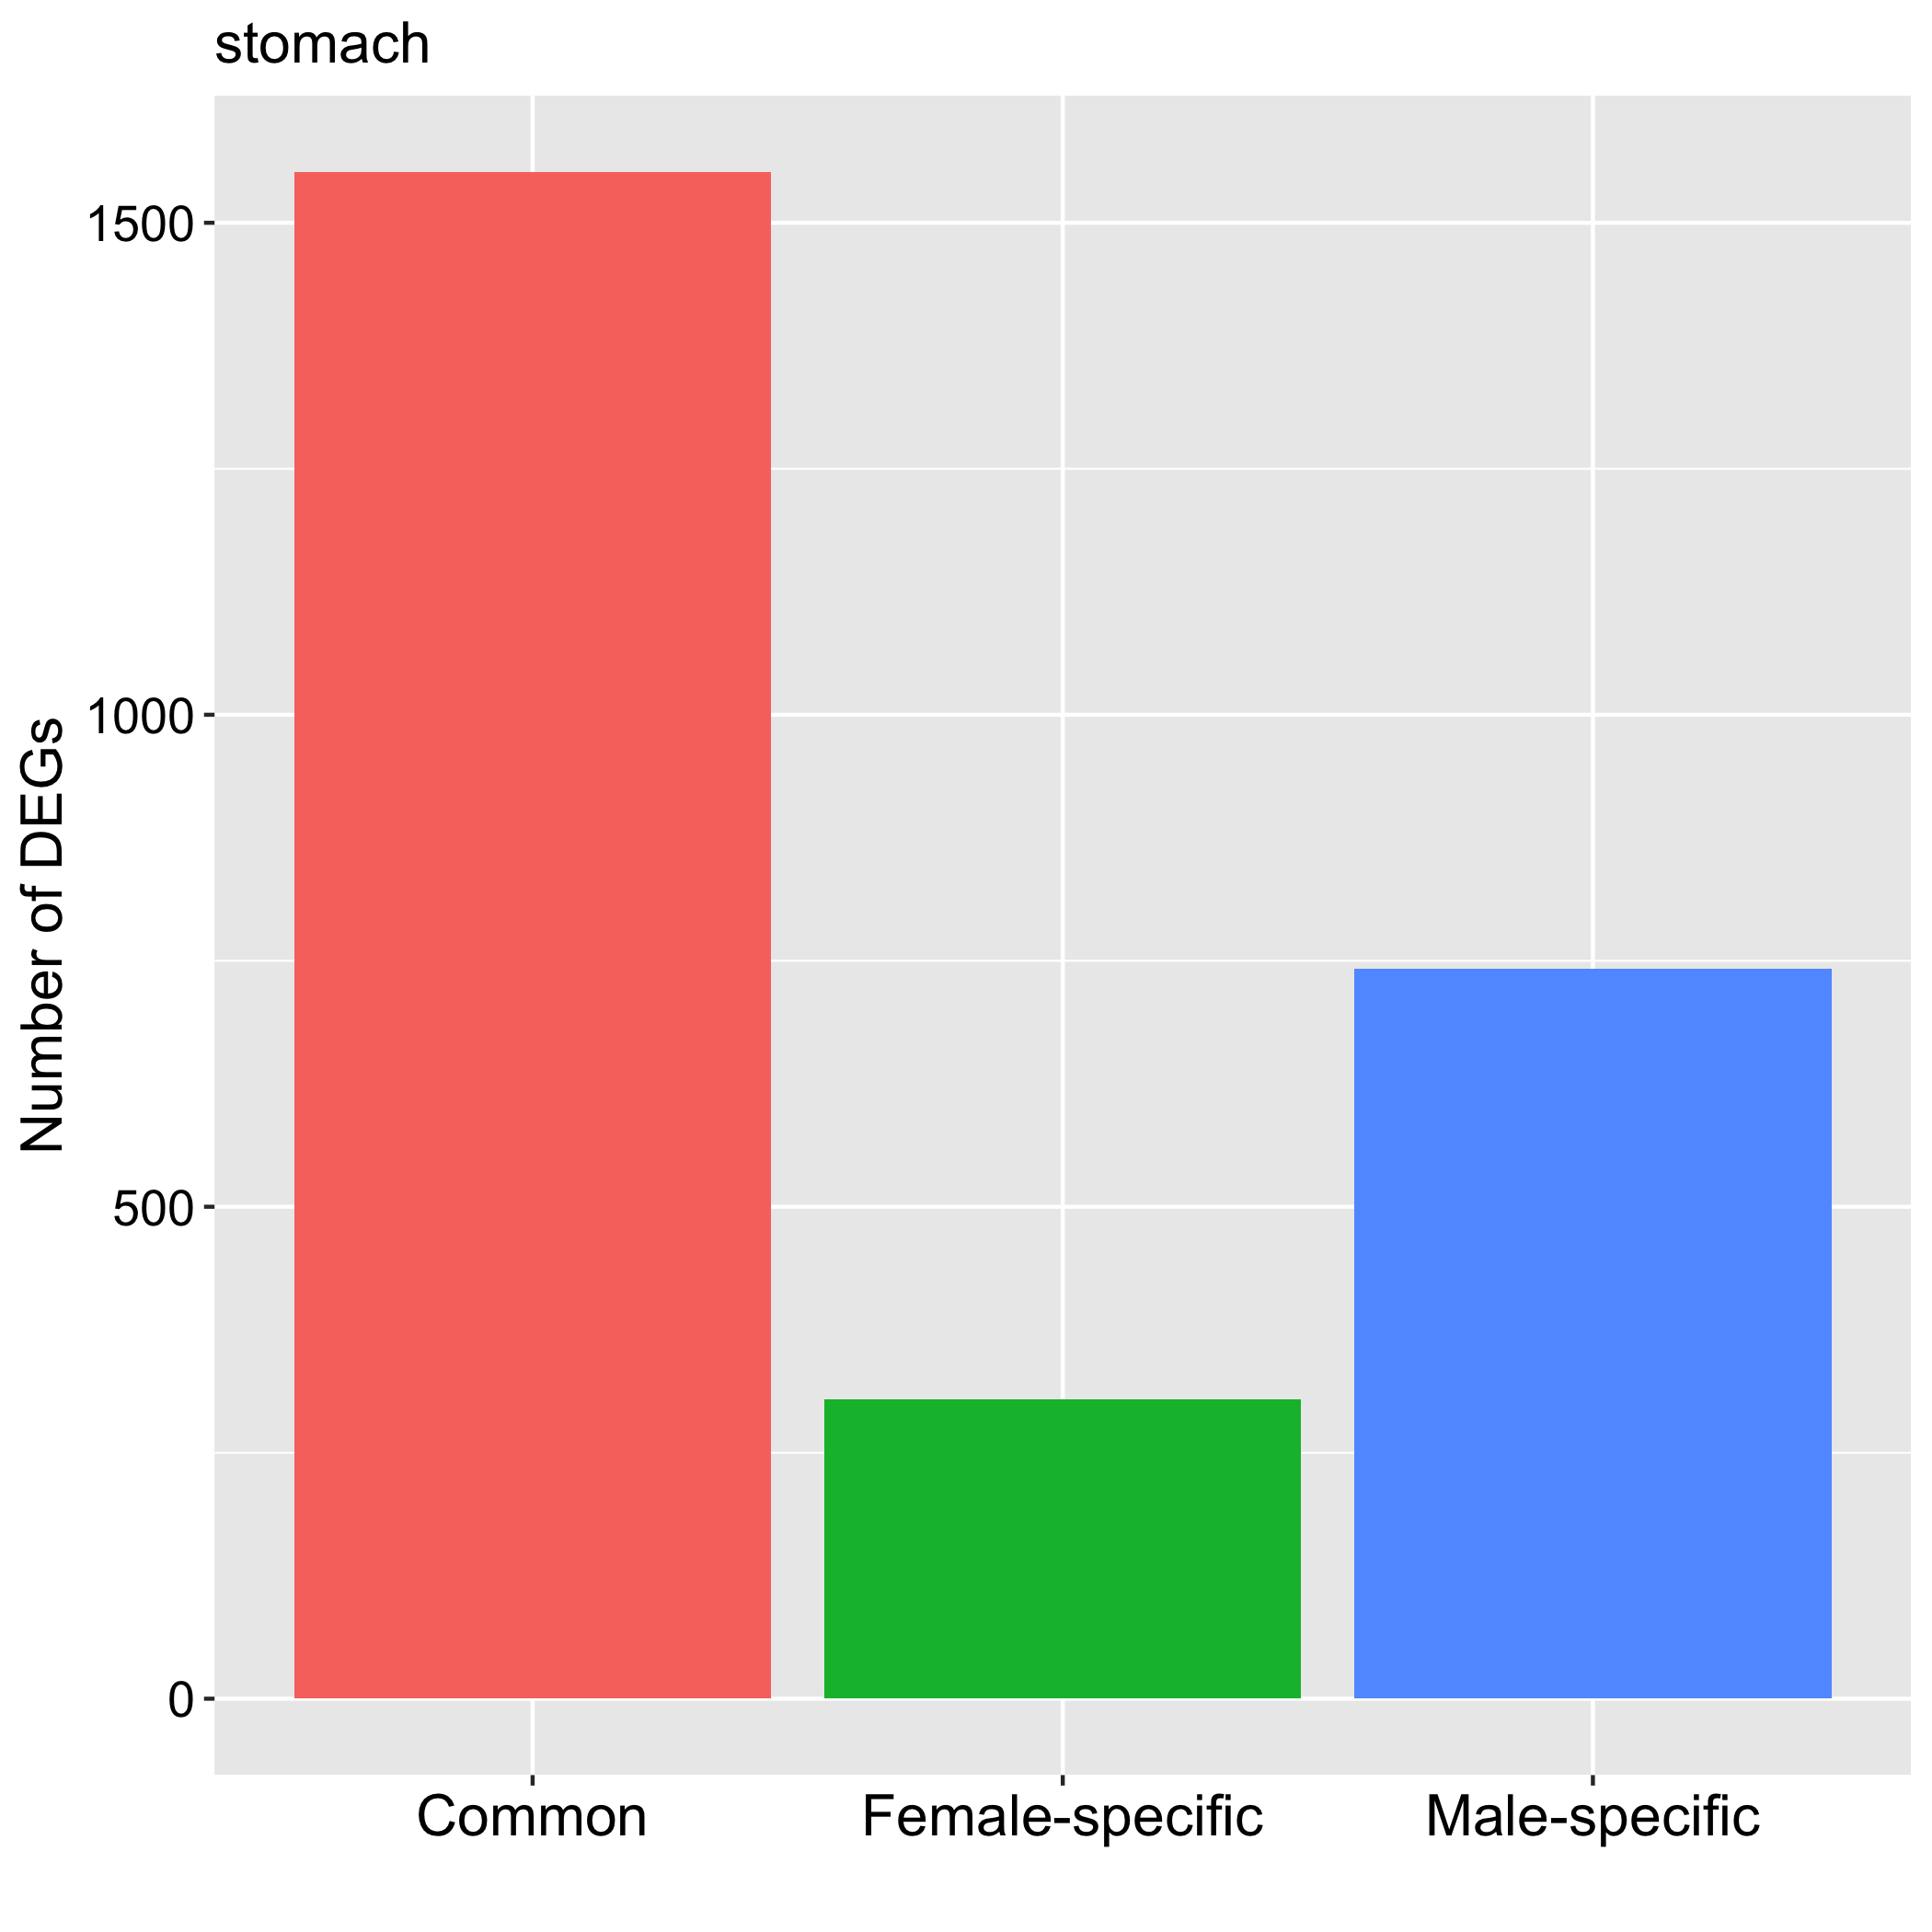 stomach
Number of DEGs
1500
1000
500
0
Common
Female-specific
Male-specific